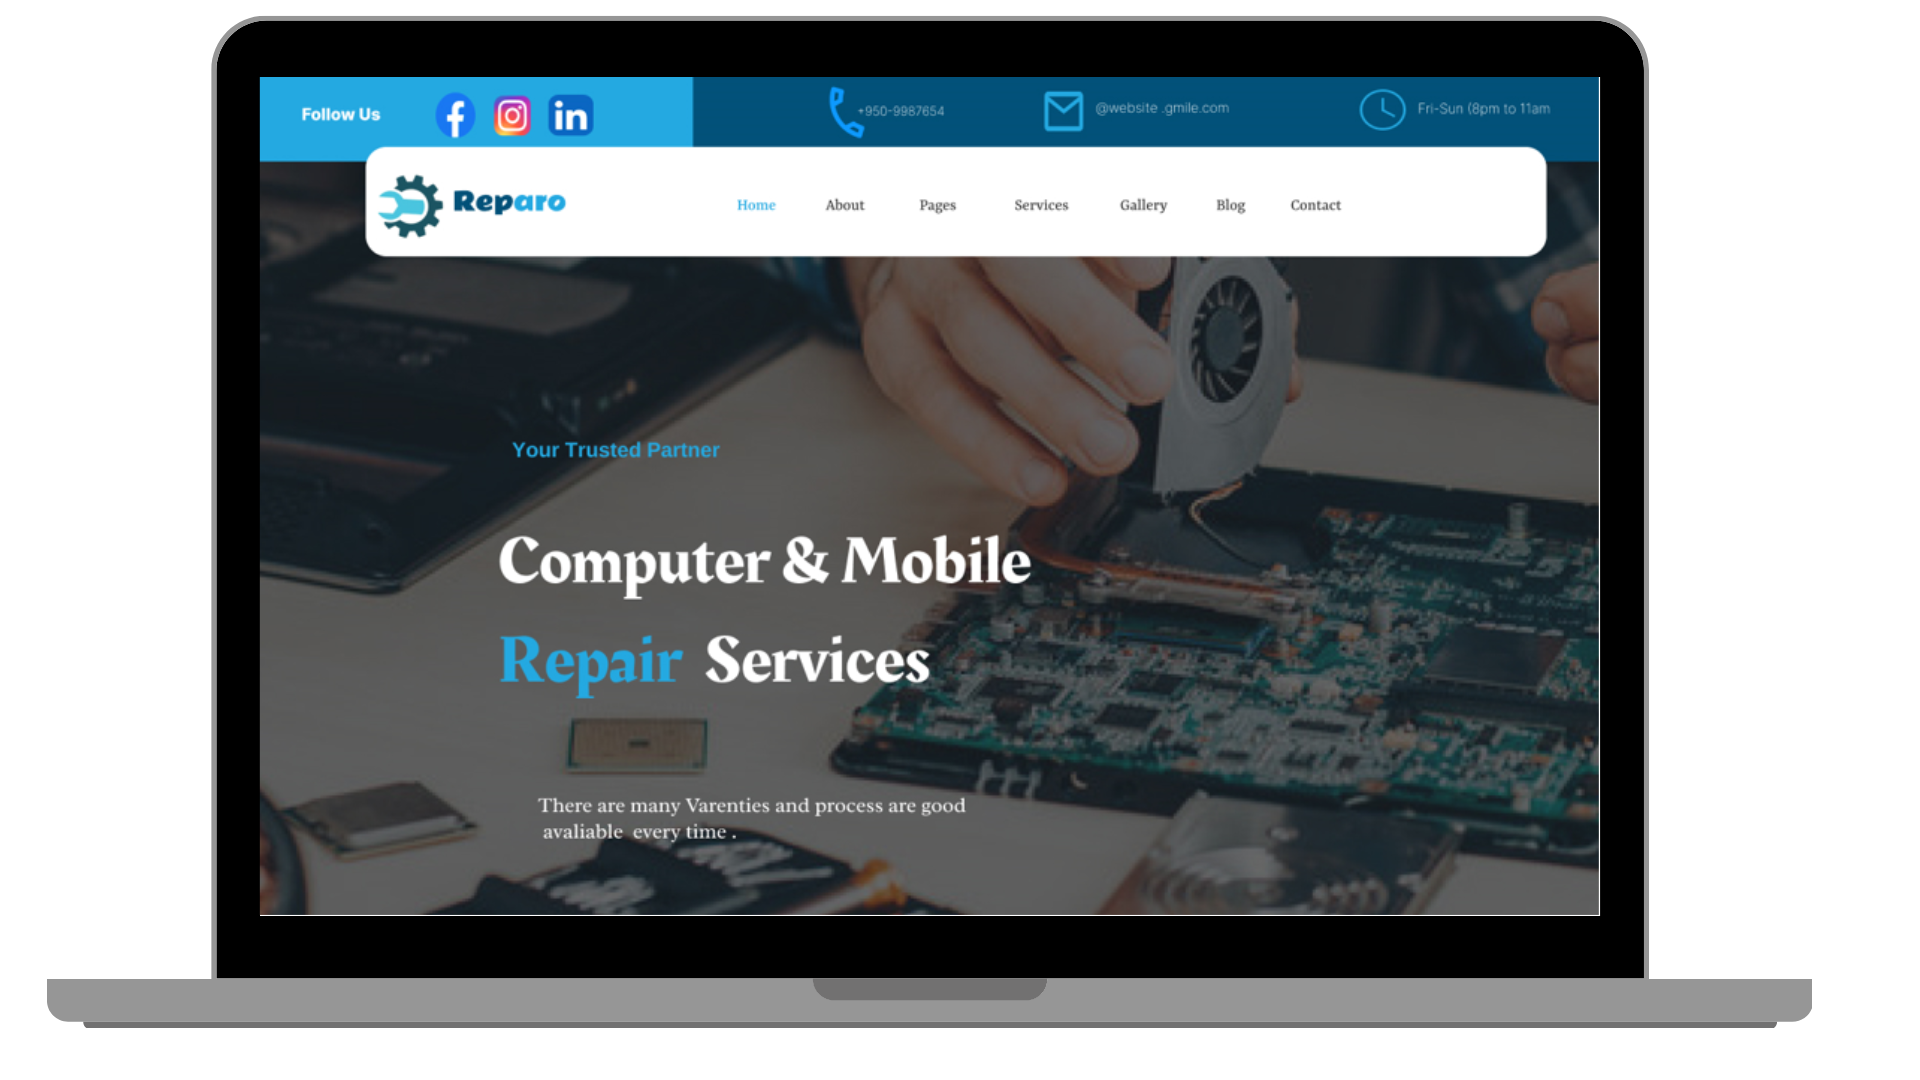 Follow Us
+950-9987654
@website .gmile.com
Fri-Sun (8pm to 11am
Reparo
Home About Pages Services Gallery Blog Contact
Your Trusted Partner
Computer & Mobile
Repair Services
There are many Varenties and process are good
avaliable every time .